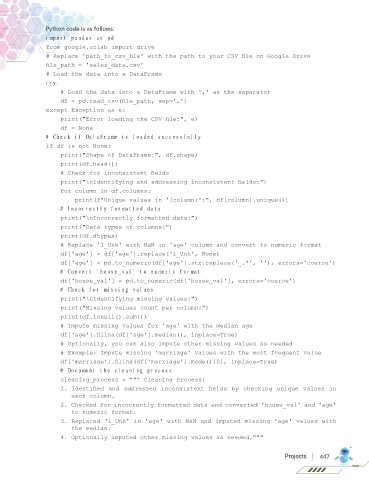 Python code is as follows:
import pandas as pd
from google.colab import drive
# Replace 'path_to_csv_file' with the path to your CSV file on Google Drive
file_path = 'sales_data.csv'
# Load the data into a DataFrame
try:
# Load the data into a DataFrame with ',' as the separator
df = pd.read_csv(file_path, sep=',')
except Exception as e:
print("Error loading the CSV file:", e)
df = None
# Check if DataFrame is loaded successfully
if df is not None:
print("Shape of DataFrame:", df.shape)
print(df.head())
# Check for inconsistent fields
print("\nIdentifying and addressing inconsistent fields:")
for column in df.columns:
print(f"Unique values in '{column}':", df[column].unique())
# Incorrectly formatted data
print("\nIncorrectly formatted data:")
print("Data types of columns:")
print(df.dtypes)
# Replace '1_Unk' with NaN in 'age' column and convert to numeric format
df['age'] = df['age'].replace('1_Unk', None)
df['age'] = pd.to_numeric(df['age'].str.replace('_.*', ''), errors='coerce')
# Convert 'house_val' to numeric format
df['house_val'] = pd.to_numeric(df['house_val'], errors='coerce')
# Check for missing values
print("\nIdentifying missing values:")
print("Missing values count per column:")
print(df.isnull().sum())
# Impute missing values for 'age' with the median age
df['age'].fillna(df['age'].median(), inplace=True)
# Optionally, you can also impute other missing values as needed
# Example: Impute missing 'marriage' values with the most frequent value
df['marriage'].fillna(df['marriage'].mode()[0], inplace=True)
# Document the cleaning process
cleaning_process = """ Cleaning Process:
1. Identified and addressed inconsistent fields by checking unique values in
each column.
2. Checked for incorrectly formatted data and converted 'house_val' and 'age'
to numeric format.
3. Replaced '1_Unk' in 'age' with NaN and imputed missing 'age' values with
the median.
4. Optionally imputed other missing values as needed."""
Projects 447